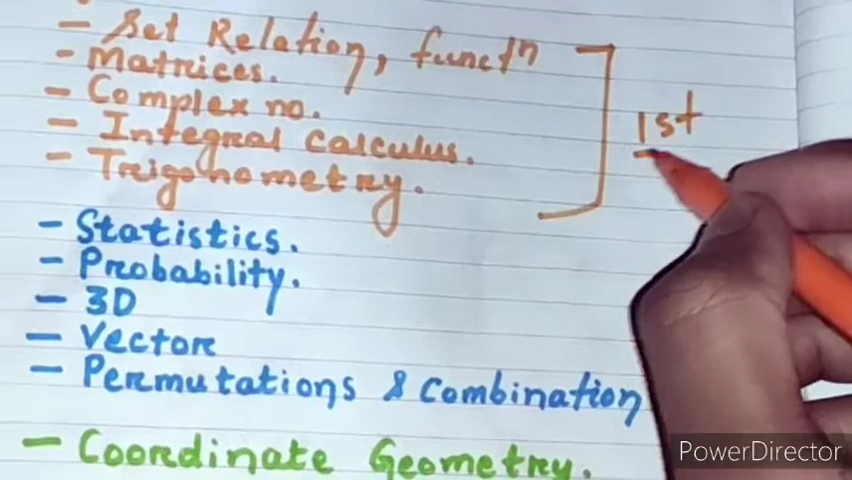 - Set Relation, functn
- Matrices.
- Complex no.
- Integral calculus.
- Trigonometry.
1st
- Statistics.
- Probability.
- 3D
- Vector
- Permutations & Combination
- Coordinate Geometry.
PowerDirector